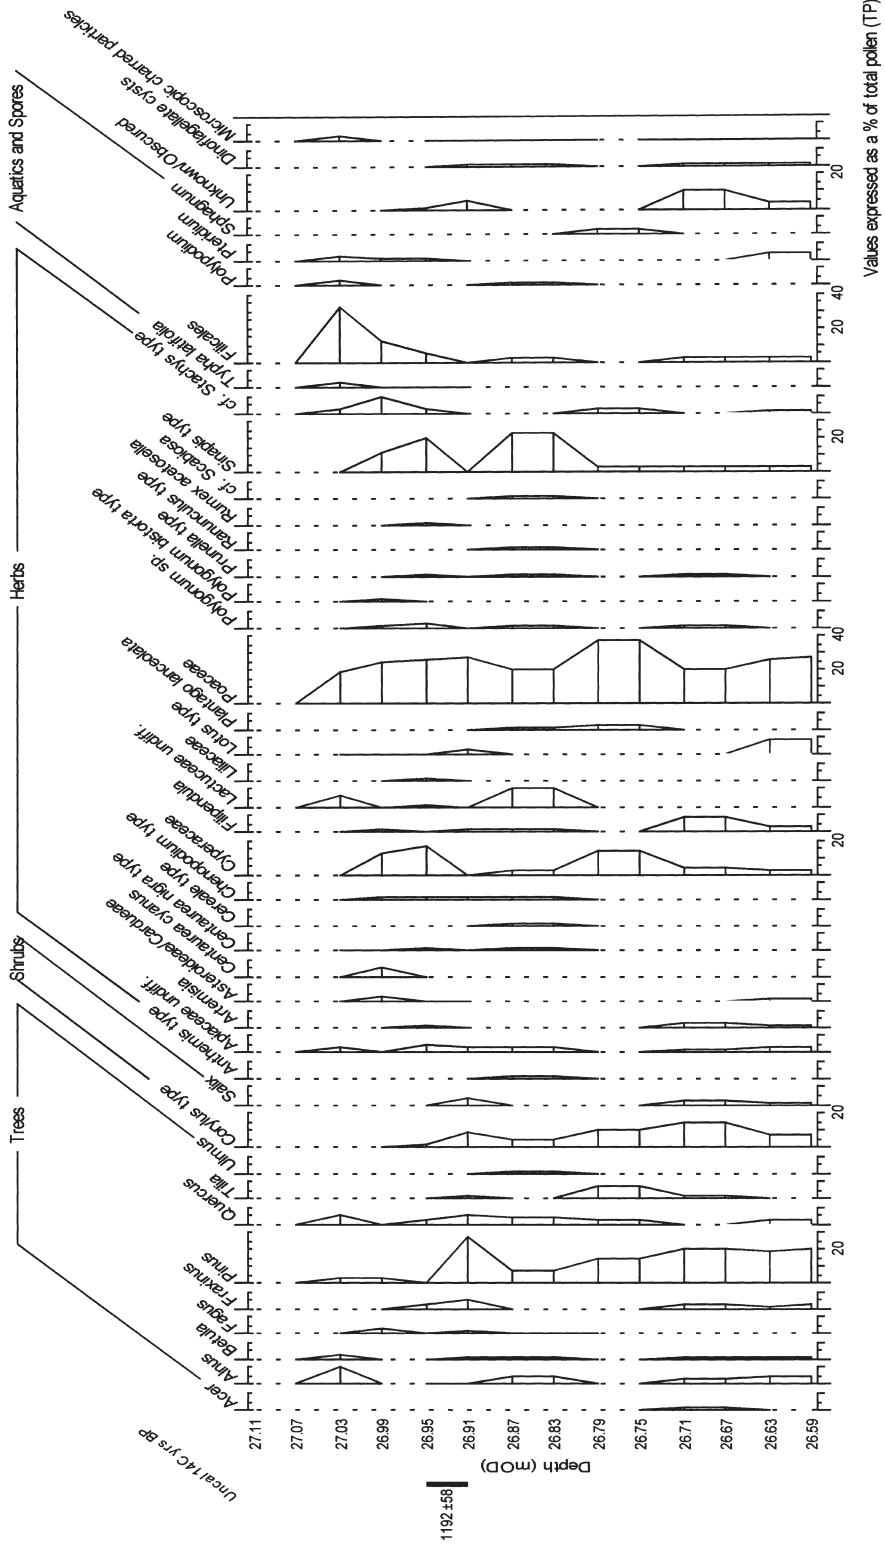 Trees
Shrubs
Herbs
Aquatics and Spores
Uncal 14C yrs BP
Acer
Alnus
Betula
Fagus
Fraxinus
Pinus
Quercus
Tilia
Ulmus
Corylus type
Salix
Anthemis type
Apiaceae undiff.
Artemisia
Asteroideae/Cardueae
Centaurea cyanus
Centaurea nigra type
Cereale type
Chenopodium type
Cyperaceae
Filipendula
Lactuceae undiff.
Liliaceae
Lotus type
Plantago lanceolata
Poaceae
Polygonum sp.
Polygonum bistorta type
Prunella type
Ranunculus type
Rumex acetosella
cf. Scabiosa
Sinapis type
cf. Stachys type
Typha latifolia
Filicales
Polypodium
Pteridium
Sphagnum
Unknown/Obscured
Dinoflagellate cysts
Microscopic charred particles
27.11
27.07
27.03
26.99
26.95
26.91
26.87
26.83
26.79
26.75
26.71
26.67
26.63
26.59
Depth (mOD)
1192 ±58
20
20
20
20 40
20
20 40
20
Values expressed as a % of total pollen (TP)